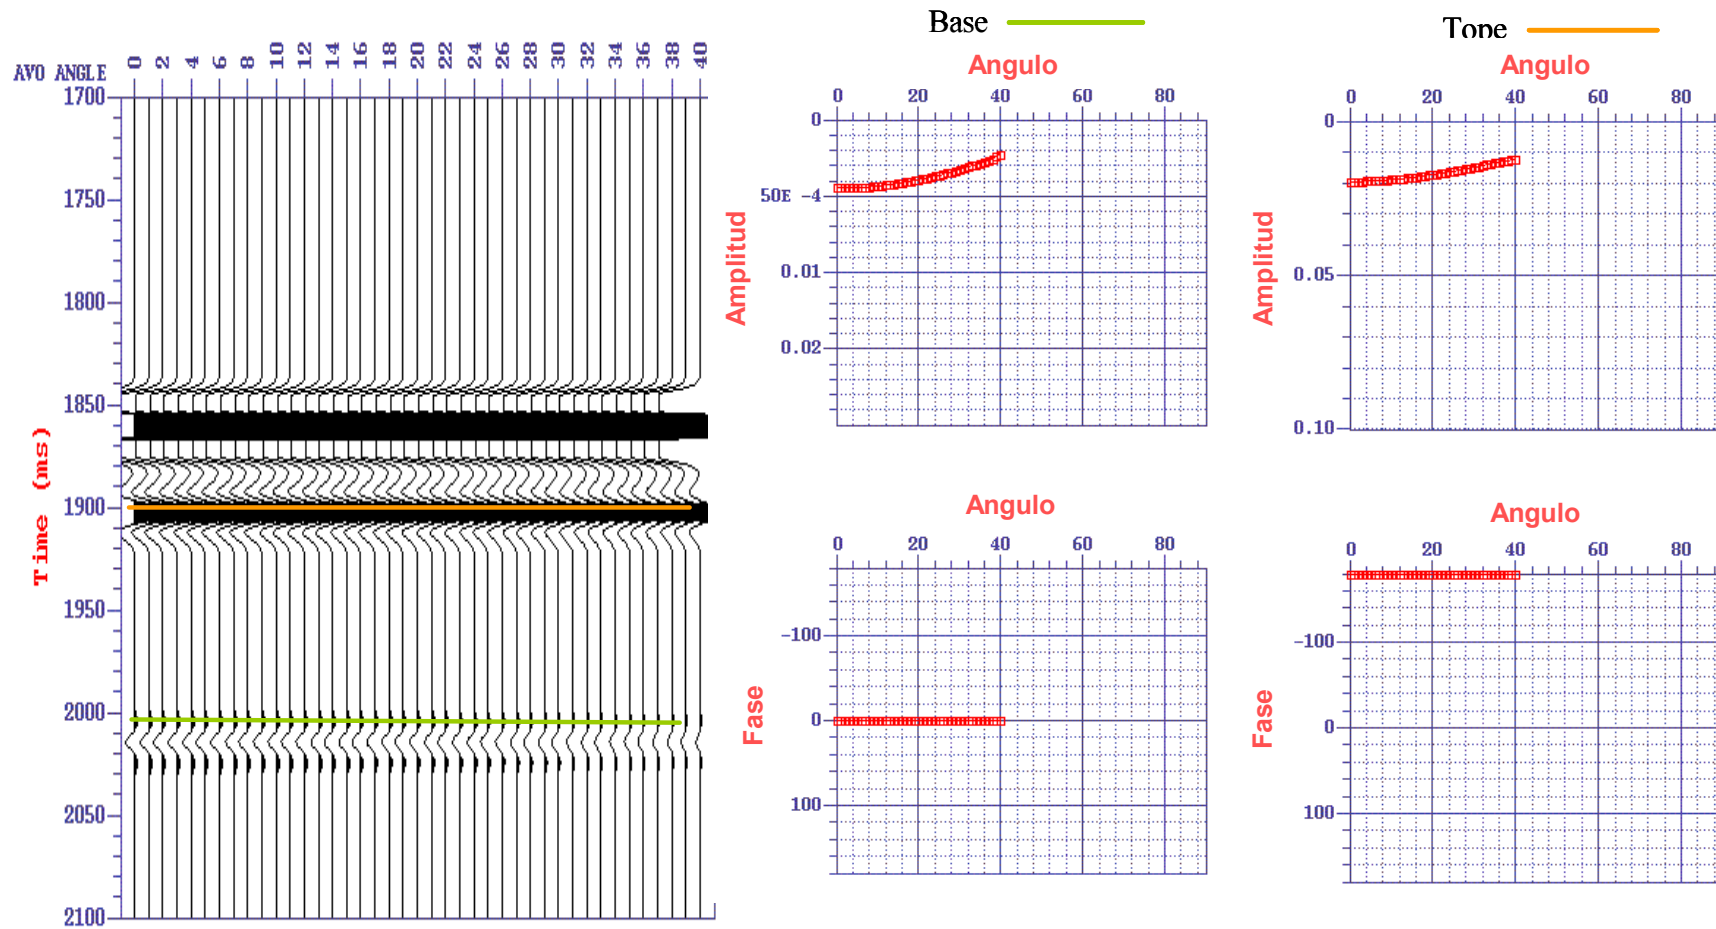 Base
Tope
AVO ANGLE
0 2 4 6 8 10 12 14 16 18 20 22 24 26 28 30 32 34 36 38 40
1700
1750
1800
1850
1900
1950
2000
2050
2100
Time (ms)
Angulo
0 20 40 60 80
0
50E -4
0.01
0.02
Amplitud
Angulo
0 20 40 60 80
0
0.05
0.10
Amplitud
Angulo
0 20 40 60 80
-100
0
100
Fase
Angulo
0 20 40 60 80
-100
0
100
Fase